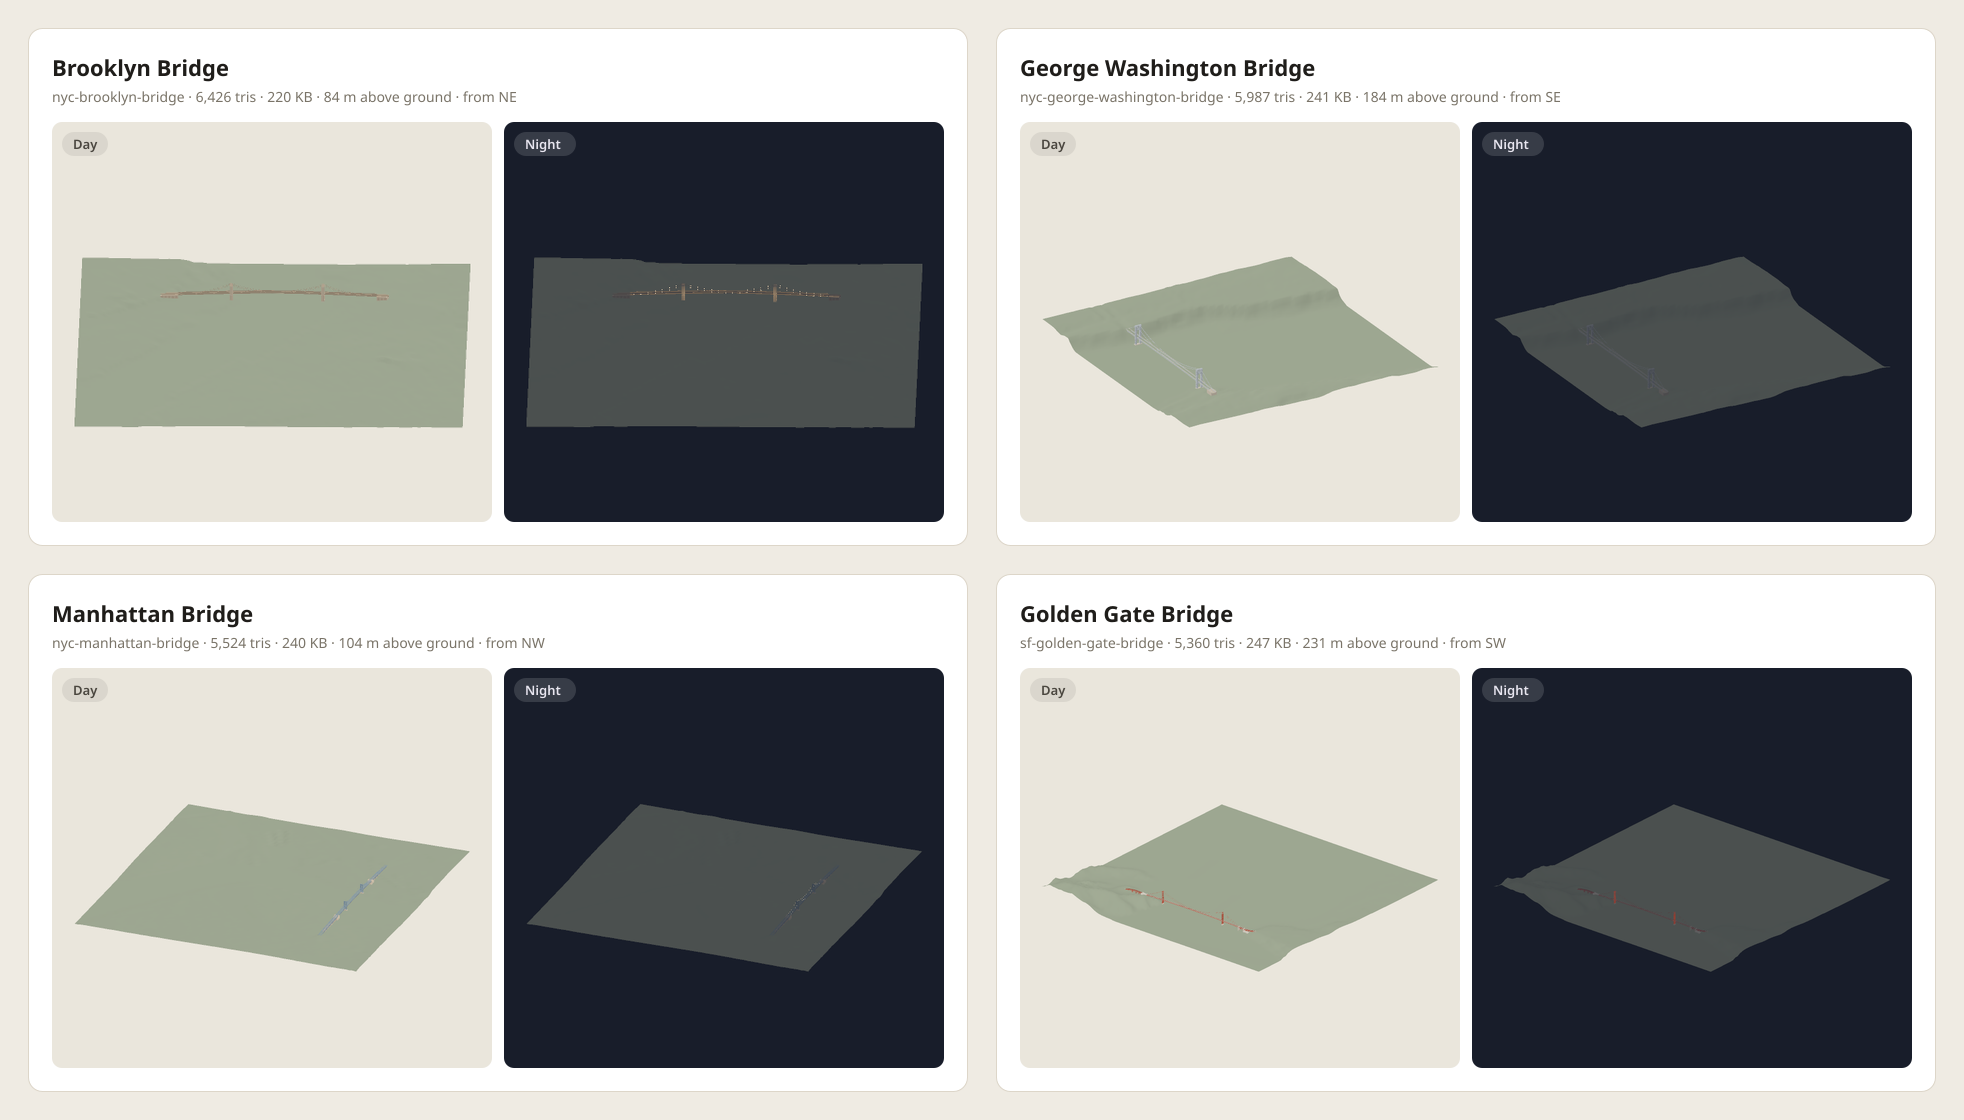 Brooklyn Bridge
nyc-brooklyn-bridge · 6,426 tris · 220 KB · 84 m above ground · from NE
Day
Night
George Washington Bridge
nyc-george-washington-bridge · 5,987 tris · 241 KB · 184 m above ground · from SE
Day
Night
Manhattan Bridge
nyc-manhattan-bridge · 5,524 tris · 240 KB · 104 m above ground · from NW
Day
Night
Golden Gate Bridge
sf-golden-gate-bridge · 5,360 tris · 247 KB · 231 m above ground · from SW
Day
Night